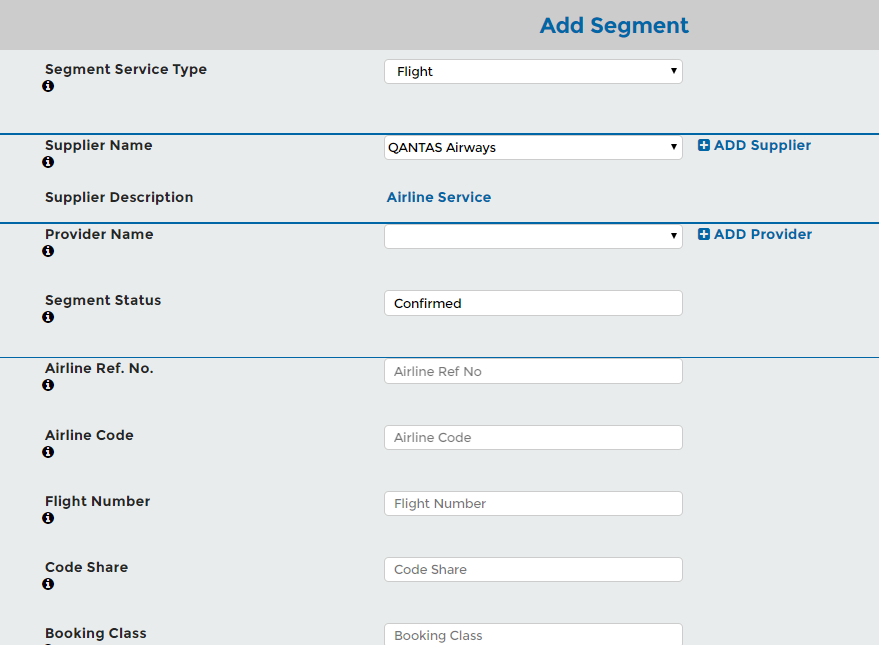 Add Segment
Segment Service Type
Flight
Supplier Name
QANTAS Airways
ADD Supplier
Supplier Description
Airline Service
Provider Name
ADD Provider
Segment Status
Confirmed
Airline Ref. No.
Airline Ref No
Airline Code
Airline Code
Flight Number
Flight Number
Code Share
Code Share
Booking Class
Booking Class